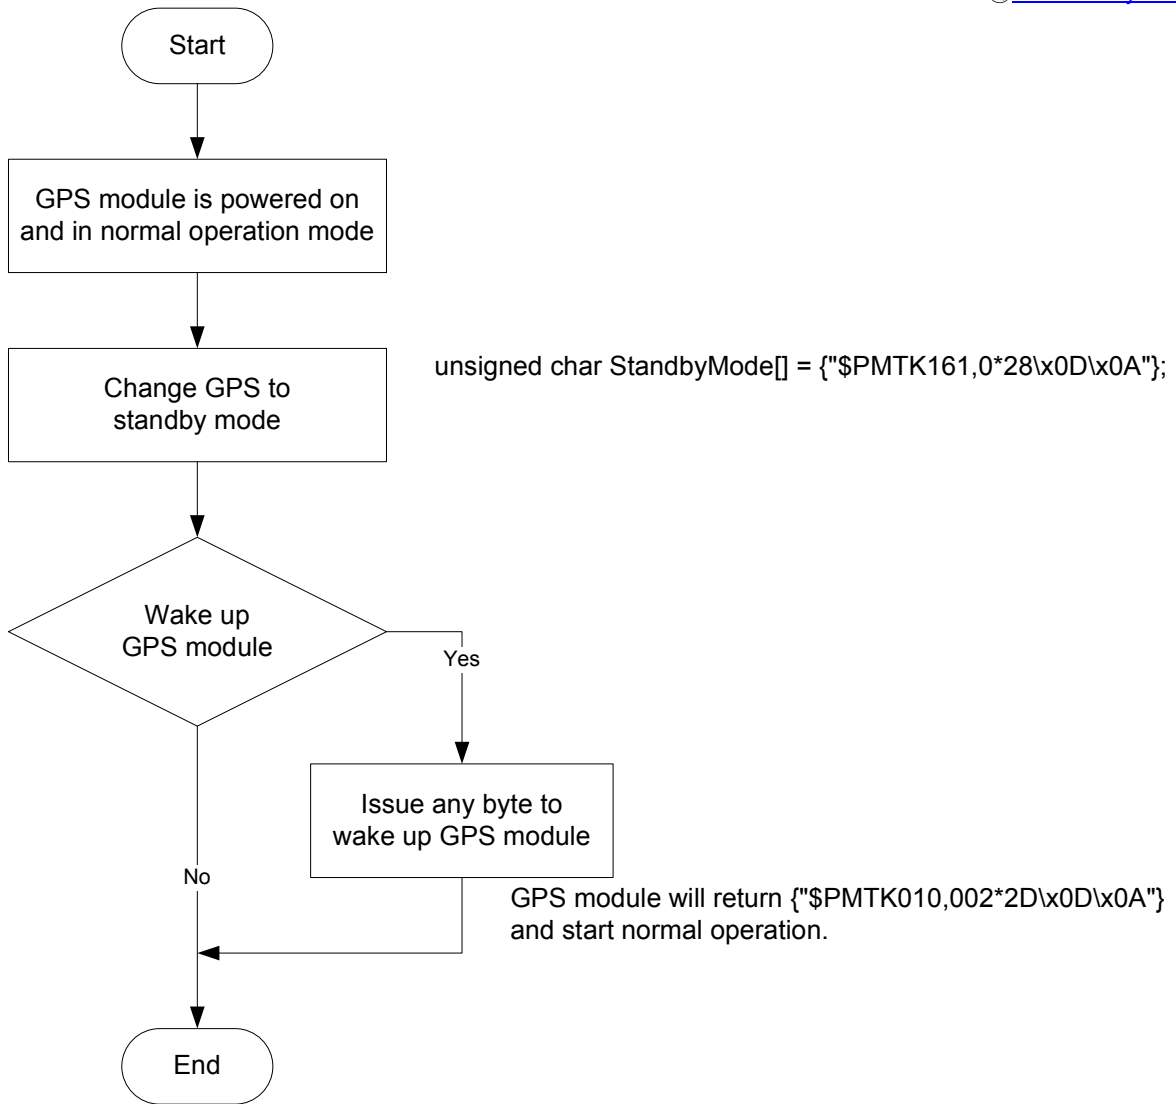 Start
GPS module is powered on
and in normal operation mode
Change GPS to
standby mode
unsigned char StandbyMode[] = {"$PMTK161,0*28\x0D\x0A"};
Wake up
GPS module
Yes
Issue any byte to
wake up GPS module
No
GPS module will return {"$PMTK010,002*2D\x0D\x0A"}
and start normal operation.
End